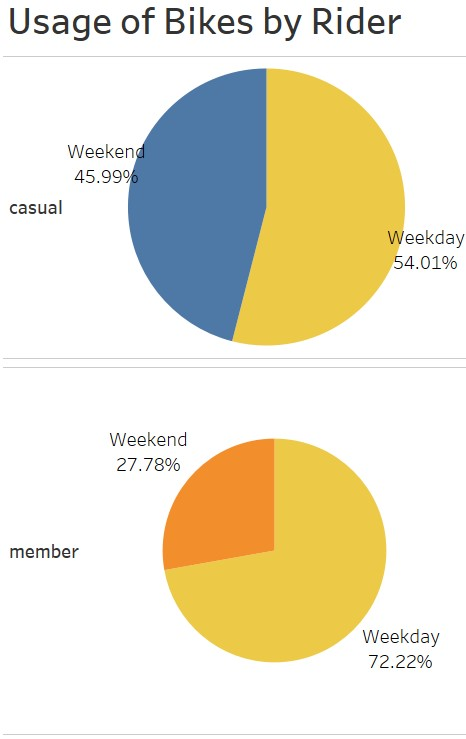 Usage of Bikes by Rider
Weekend
45.99%
casual
Weekday
54.01%
Weekend
27.78%
member
Weekday
72.22%